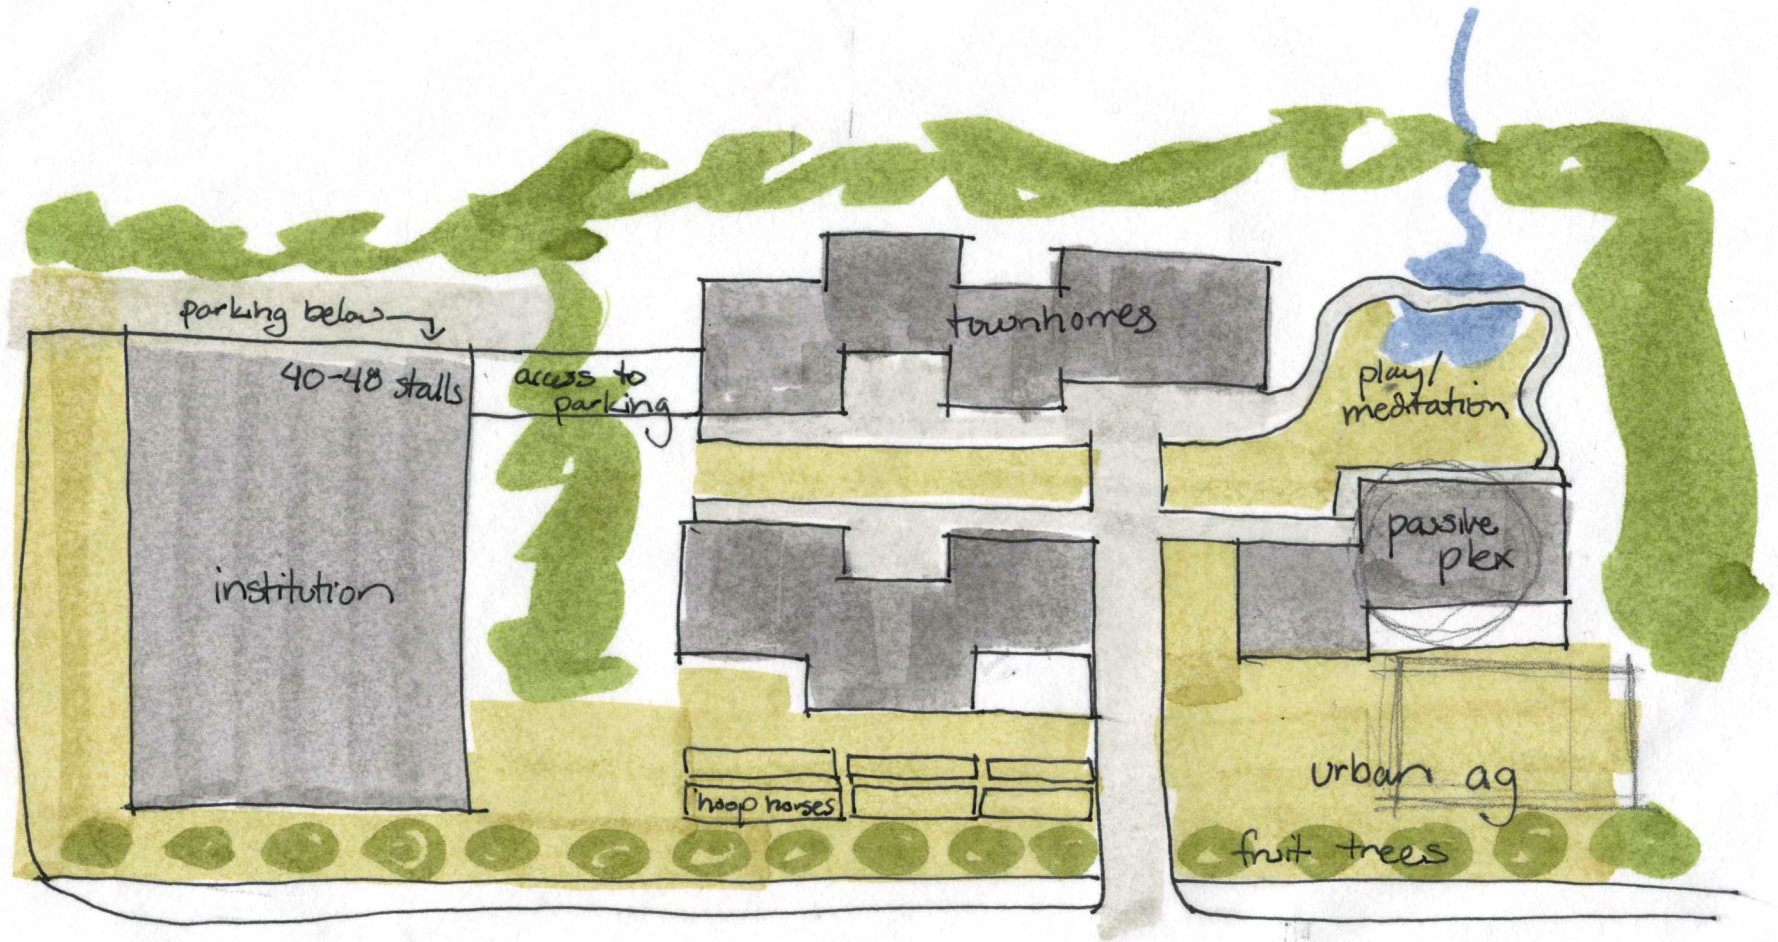 parking below
40-48 stalls
access to
parking
townhomes
play/
meditation
institution
passive
plex
hoop horses
urban ag
fruit trees